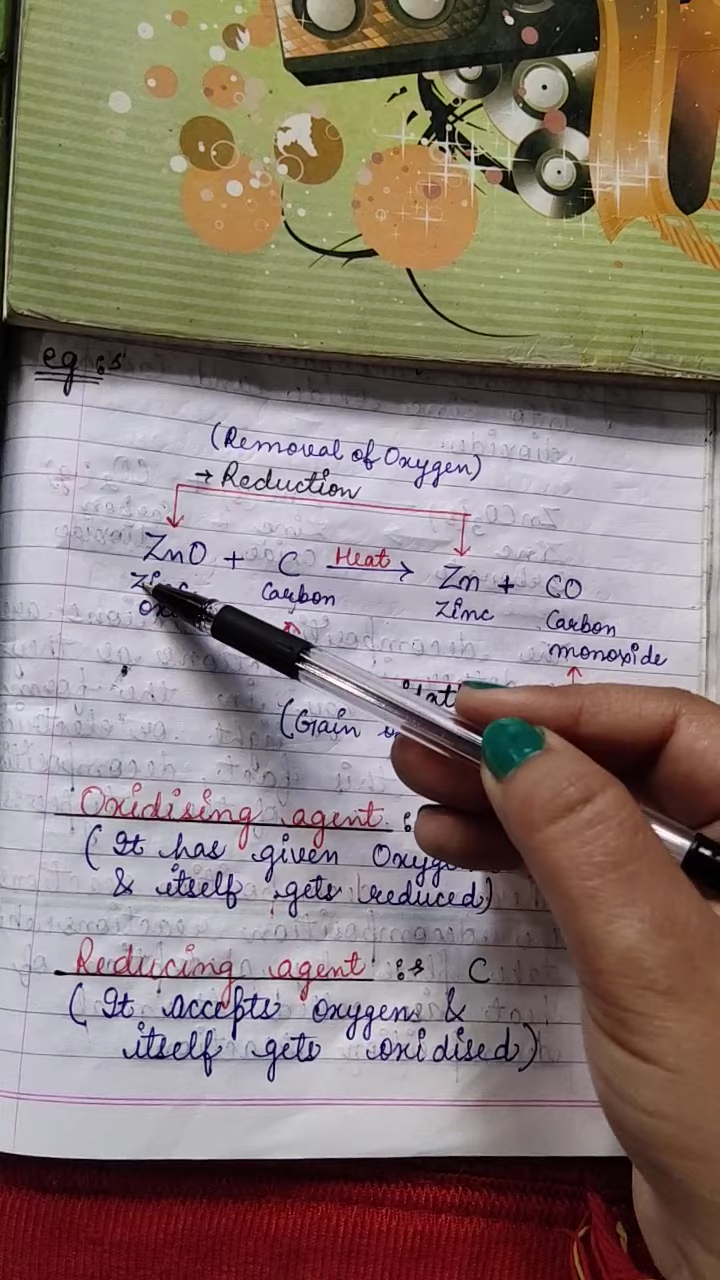 eg :-
(Removal of Oxygen)
→ Reduction
ZnO + C Heat → Zn + CO
Carbon Zinc Carbon
monoxide
(Gain
Oxidising agent :-
(It has given
& itself gets reduced)
Reducing agent :- C
(It accepts oxygen &
itself gets oxidised)